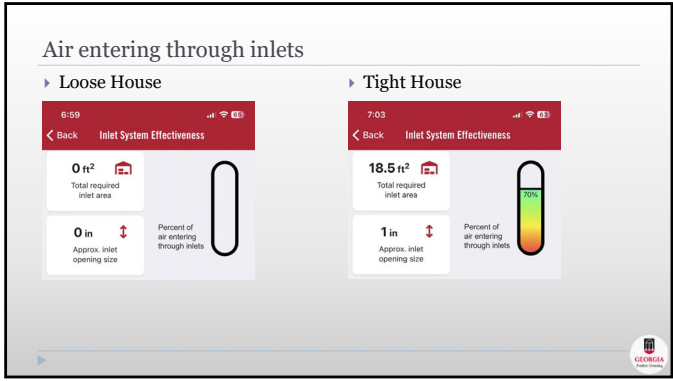 Air entering through inlets
Loose House
6:59
Back Inlet System Effectiveness
0 ft²
Total required
inlet area
0 in
Approx. inlet
opening size
Percent of
air entering
through inlets
Tight House
7:03
Back Inlet System Effectiveness
18.5 ft²
Total required
inlet area
70%
1 in
Approx. inlet
opening size
Percent of
air entering
through inlets
GEORGIA